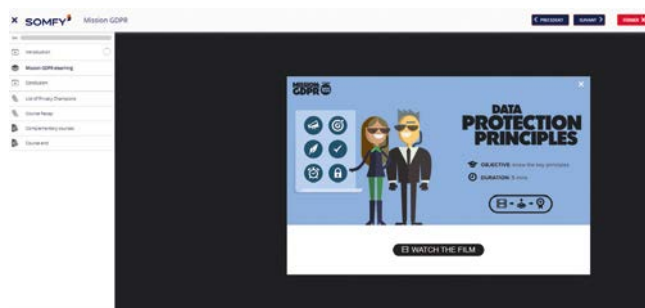 SOMFY
Mission GDPR
PRECEDENT
SUIVANT
Introduction
Mission GDPR elearning
Conclusion
List of Privacy Champions
Course Recap
Complementary courses
Course end
MISSION
GDPR
DATA
PROTECTION
PRINCIPLES
OBJECTIVE: know the key principles
DURATION: 5 mins
WATCH THE FILM